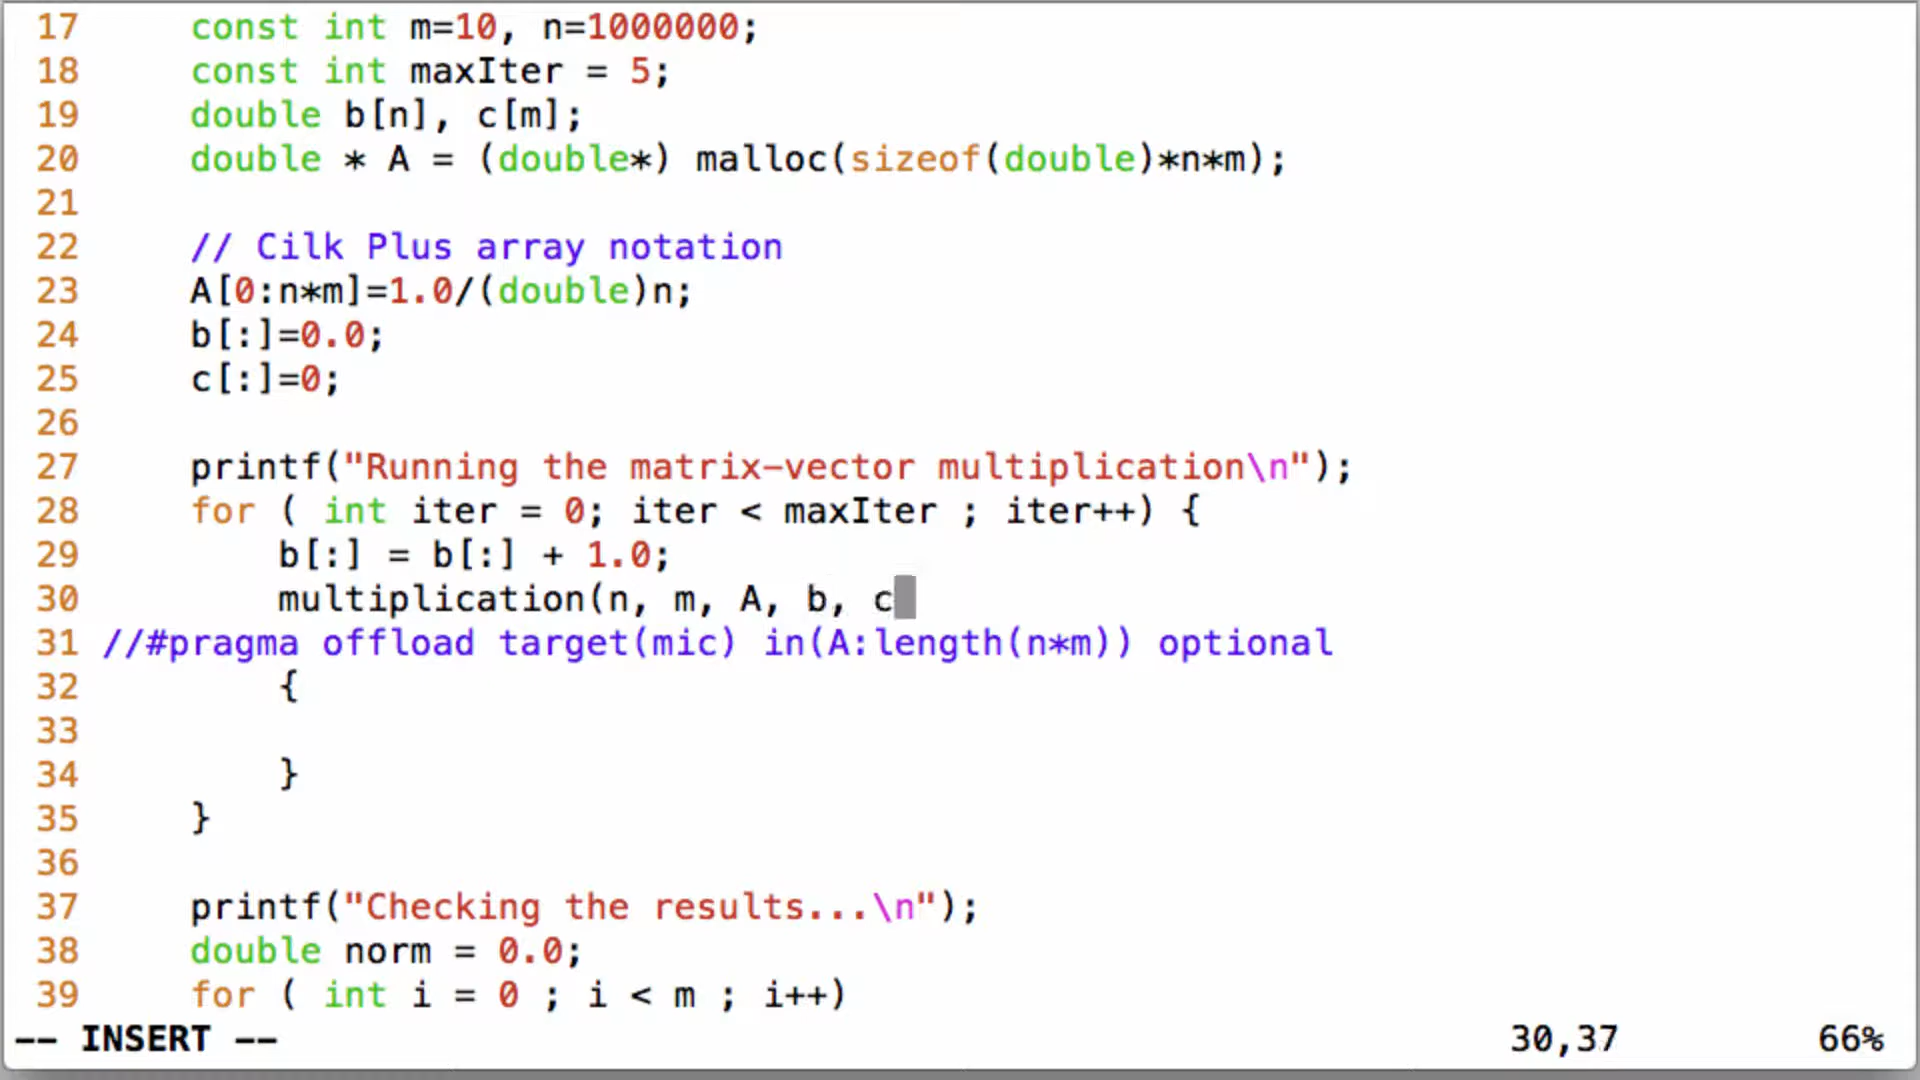 17     const int m=10, n=1000000;
18     const int maxIter = 5;
19     double b[n], c[m];
20     double * A = (double*) malloc(sizeof(double)*n*m);
21
22     // Cilk Plus array notation
23     A[0:n*m]=1.0/(double)n;
24     b[:]=0.0;
25     c[:]=0;
26
27     printf("Running the matrix-vector multiplication\n");
28     for ( int iter = 0; iter < maxIter ; iter++) {
29         b[:] = b[:] + 1.0;
30         multiplication(n, m, A, b, c
31 //#pragma offload target(mic) in(A:length(n*m)) optional
32         {
33
34         }
35     }
36
37     printf("Checking the results...\n");
38     double norm = 0.0;
39     for ( int i = 0 ; i < m ; i++)
-- INSERT -- 30,37 66%